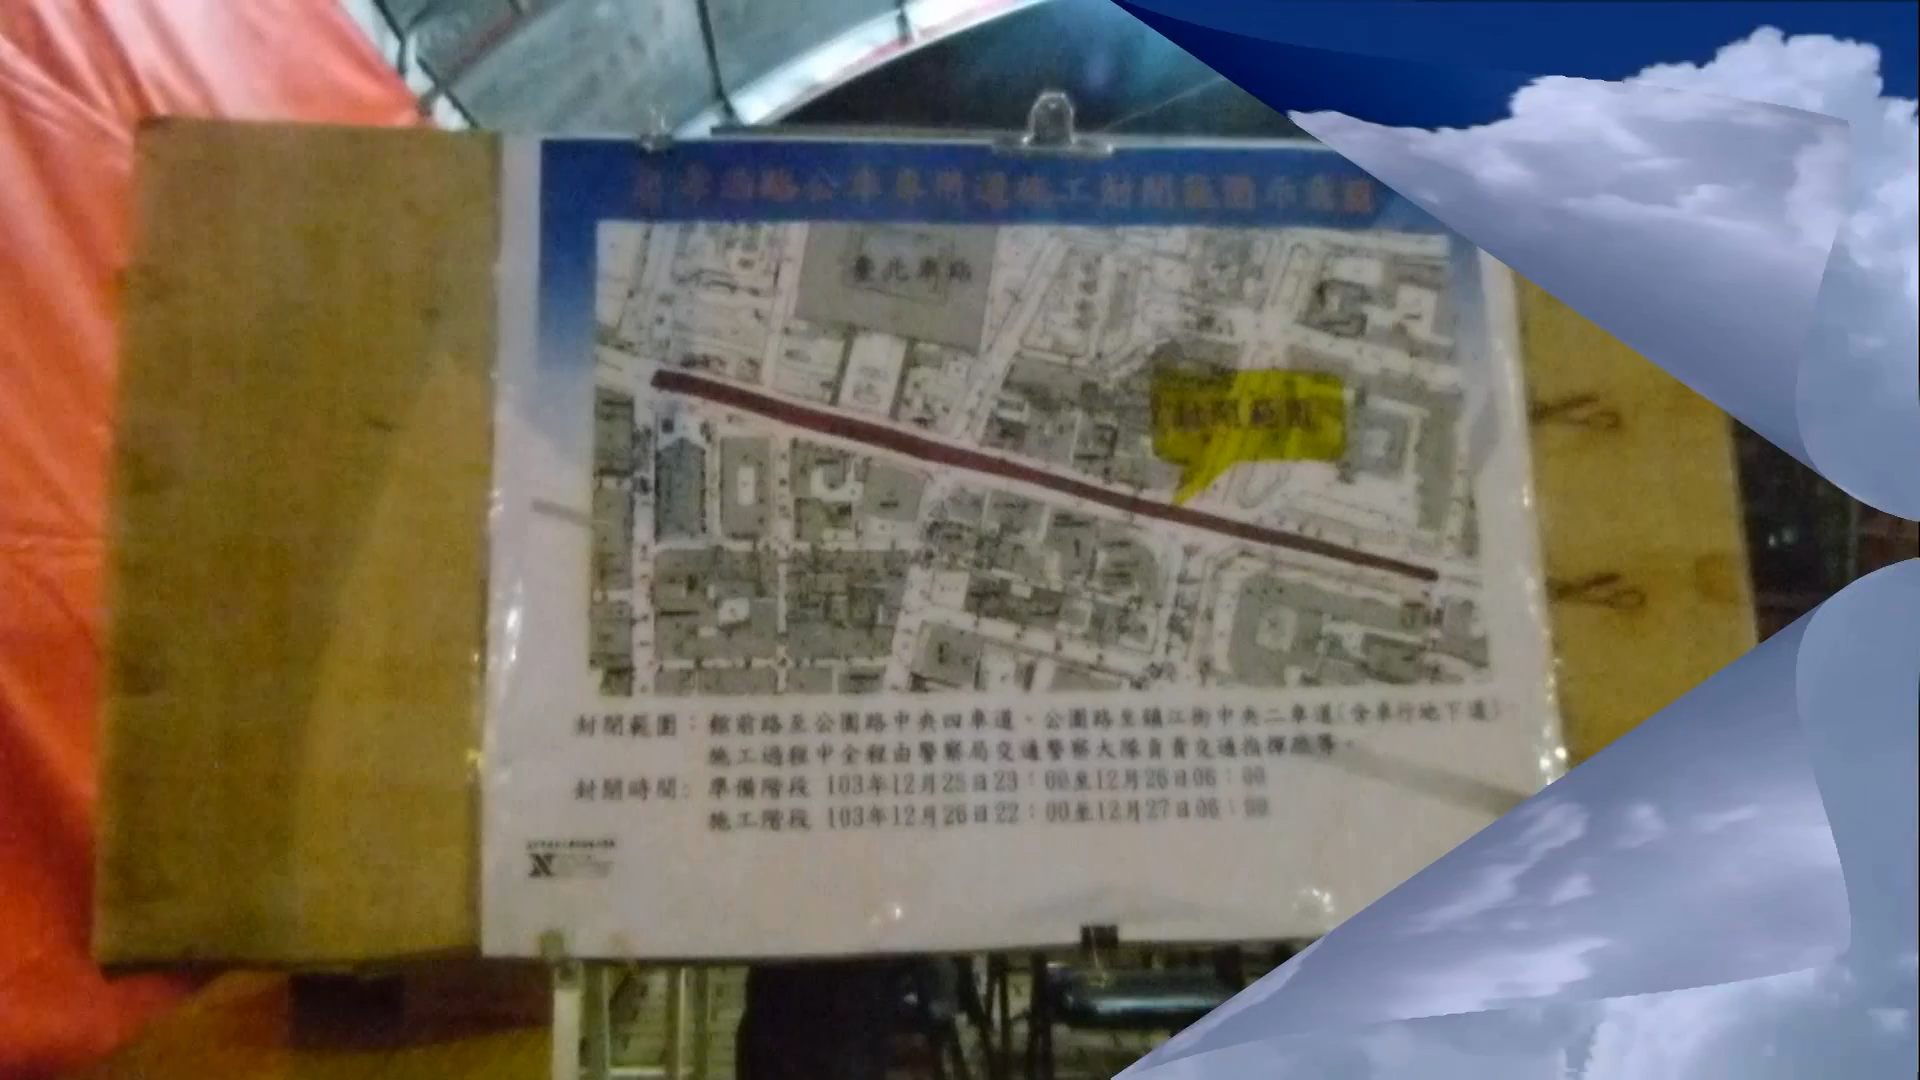 忠孝西路公車專用道施工封閉範圍示意圖
臺北車站
封閉範圍
封閉範圍：館前路至公園路中央四車道、公園路至鎮江街中央二車道(含車行地下道)，
施工過程中全程由警察局交通警察大隊負責交通指揮疏導。
封閉時間：準備階段 103年12月25日23：00至12月26日06：00
施工階段 103年12月26日22：00至12月27日06：00